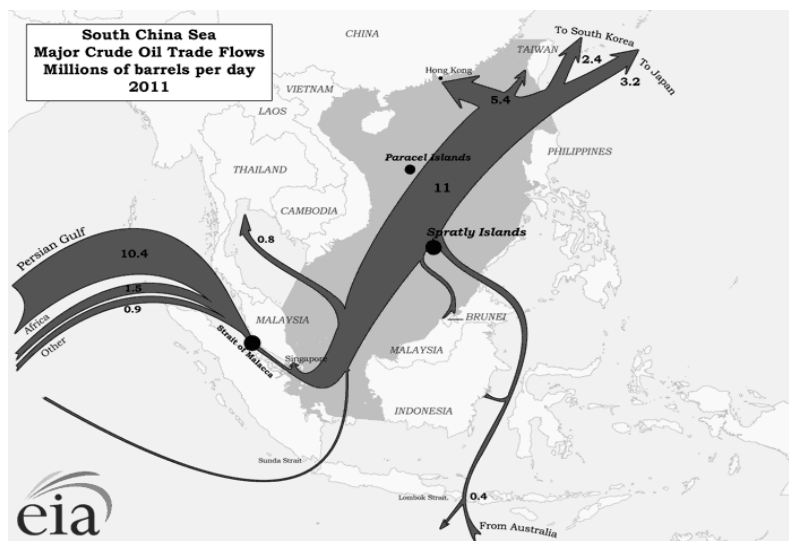 South China Sea
Major Crude Oil Trade Flows
Millions of barrels per day
2011
CHINA
TAIWAN
To South Korea
2.4
To Japan
3.2
Hong Kong
5.4
VIETNAM
LAOS
Paracel Islands
PHILIPPINES
THAILAND
11
CAMBODIA
Spratly Islands
0.8
Persian Gulf
10.4
1.5
Africa
0.9
Other
MALAYSIA
BRUNEI
Strait of Malacca
Singapore
MALAYSIA
INDONESIA
Sunda Strait
Lombok Strait.
0.4
From Australia
eia